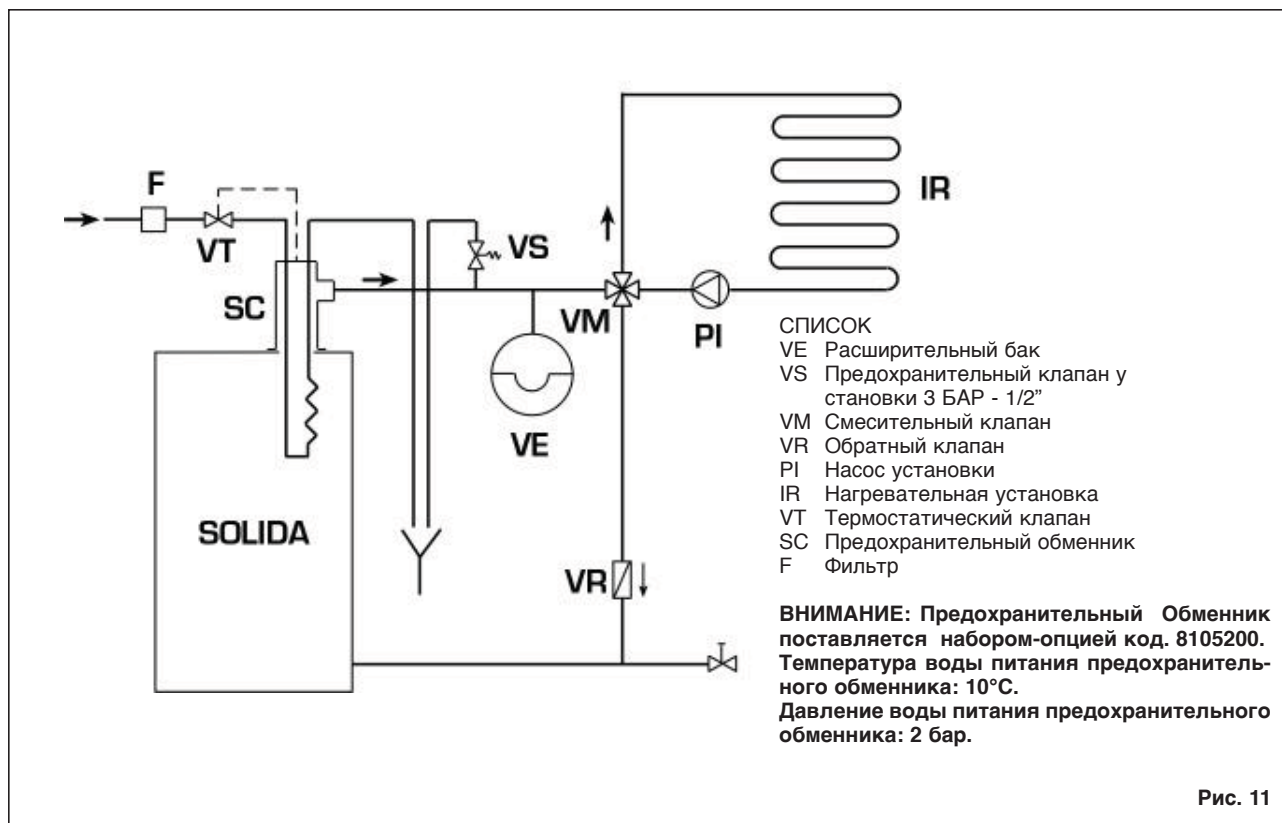 F
VT
SC
VS
VM
PI
IR
VE
SOLIDA
VR
СПИСОК
VE Расширительный бак
VS Предохранительный клапан у
становки 3 БАР - 1/2”
VM Смесительный клапан
VR Обратный клапан
PI Насос установки
IR Нагревательная установка
VT Термостатический клапан
SC Предохранительный обменник
F Фильтр
ВНИМАНИЕ: Предохранительный Обменник
поставляется набором-опцией код. 8105200.
Температура воды питания предохранитель-
ного обменника: 10°C.
Давление воды питания предохранительного
обменника: 2 бар.
Рис. 11